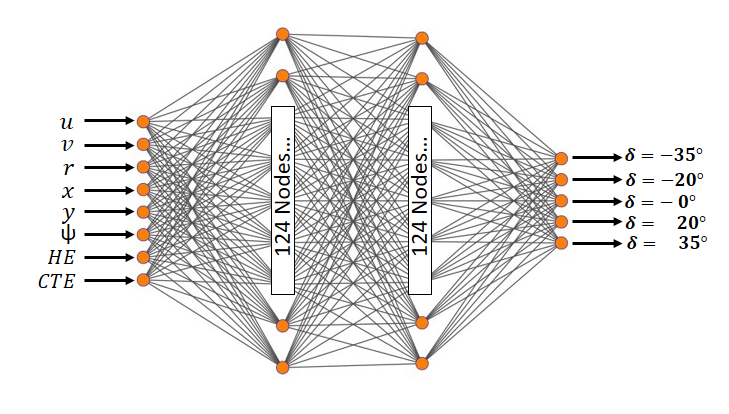 u
v
r
x
y
ψ
HE
CTE
124 Nodes...
124 Nodes...
δ = −35°
δ = −20°
δ = − 0°
δ = 20°
δ = 35°